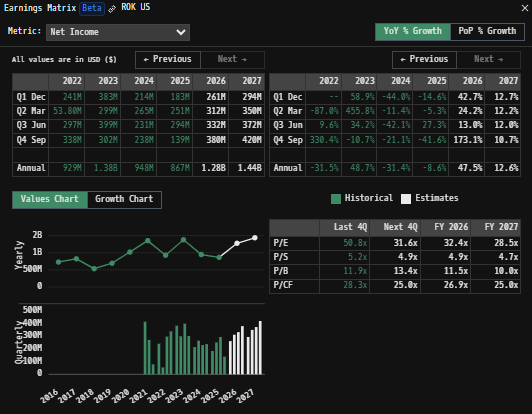 Earnings Matrix Beta ROK US
Metric: Net Income YoY % Growth PoP % Growth
All values are in USD ($) ← Previous Next → ← Previous Next →
2022 2023 2024 2025 2026 2027 2022 2023 2024 2025 2026 2027
Q1 Dec 241M 383M 214M 183M 261M 294M Q1 Dec -- 58.9% -44.0% -14.6% 42.7% 12.7%
Q2 Mar 53.80M 299M 265M 251M 312M 350M Q2 Mar -87.0% 455.8% -11.4% -5.3% 24.2% 12.2%
Q3 Jun 297M 399M 231M 294M 332M 372M Q3 Jun 9.6% 34.2% -42.1% 27.3% 13.0% 12.0%
Q4 Sep 338M 302M 238M 139M 380M 420M Q4 Sep 330.4% -10.7% -21.1% -41.6% 173.1% 10.7%
Annual 929M 1.38B 948M 867M 1.28B 1.44B Annual -31.5% 48.7% -31.4% -8.6% 47.5% 12.6%
Values Chart Growth Chart Historical Estimates
Last 4Q Next 4Q FY 2026 FY 2027
P/E 50.8x 31.6x 32.4x 28.5x
P/S 5.2x 4.9x 4.9x 4.7x
P/B 11.9x 13.4x 11.5x 10.0x
P/CF 28.3x 25.0x 26.9x 25.0x
Yearly
2B
1B
500M
0
Quarterly
500M
400M
300M
200M
100M
0
2016 2017 2018 2019 2020 2021 2022 2023 2024 2025 2026 2027